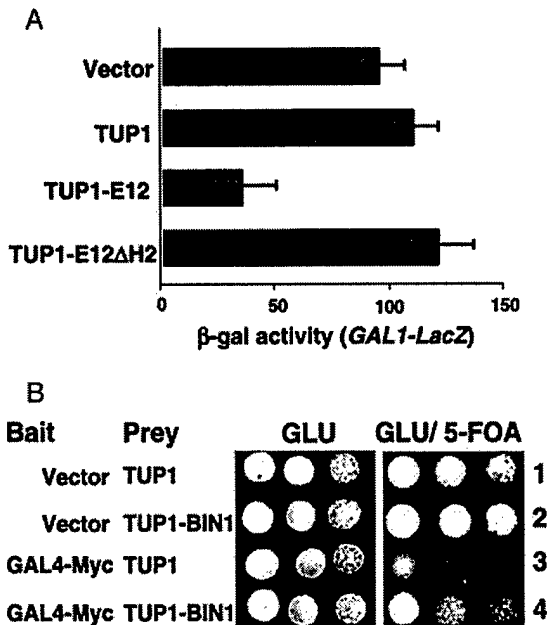 A
Vector
TUP1
TUP1-E12
TUP1-E12ΔH2
0 50 100 150
β-gal activity (GAL1-LacZ)
B
Bait Prey GLU GLU/ 5-FOA
Vector TUP1 1
Vector TUP1-BIN1 2
GAL4-Myc TUP1 3
GAL4-Myc TUP1-BIN1 4